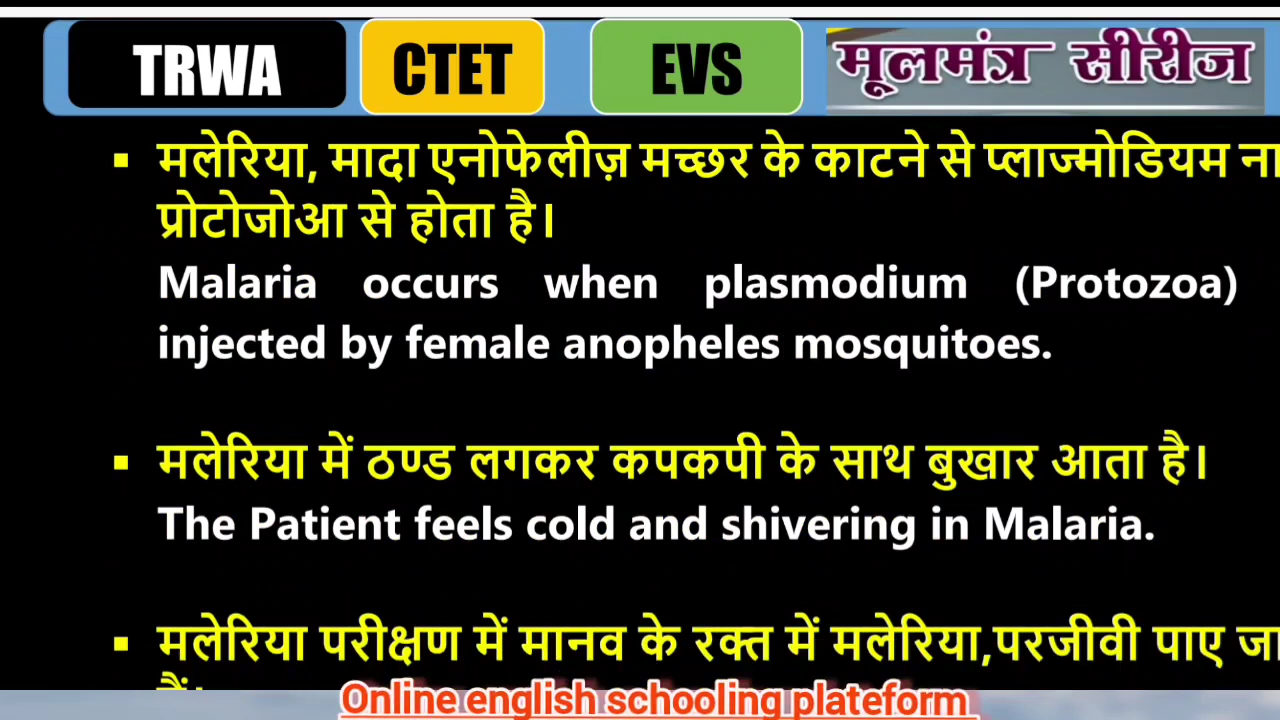 TRWA CTET EVS मूलमंत्र सीरीज
▪ मलेरिया, मादा एनोफेलीज़ मच्छर के काटने से प्लाज्मोडियम ना
प्रोटोजोआ से होता है।
Malaria occurs when plasmodium (Protozoa)
injected by female anopheles mosquitoes.
▪ मलेरिया में ठण्ड लगकर कपकपी के साथ बुखार आता है।
The Patient feels cold and shivering in Malaria.
▪ मलेरिया परीक्षण में मानव के रक्त में मलेरिया,परजीवी पाए जा
हैं।
Online english schooling plateform